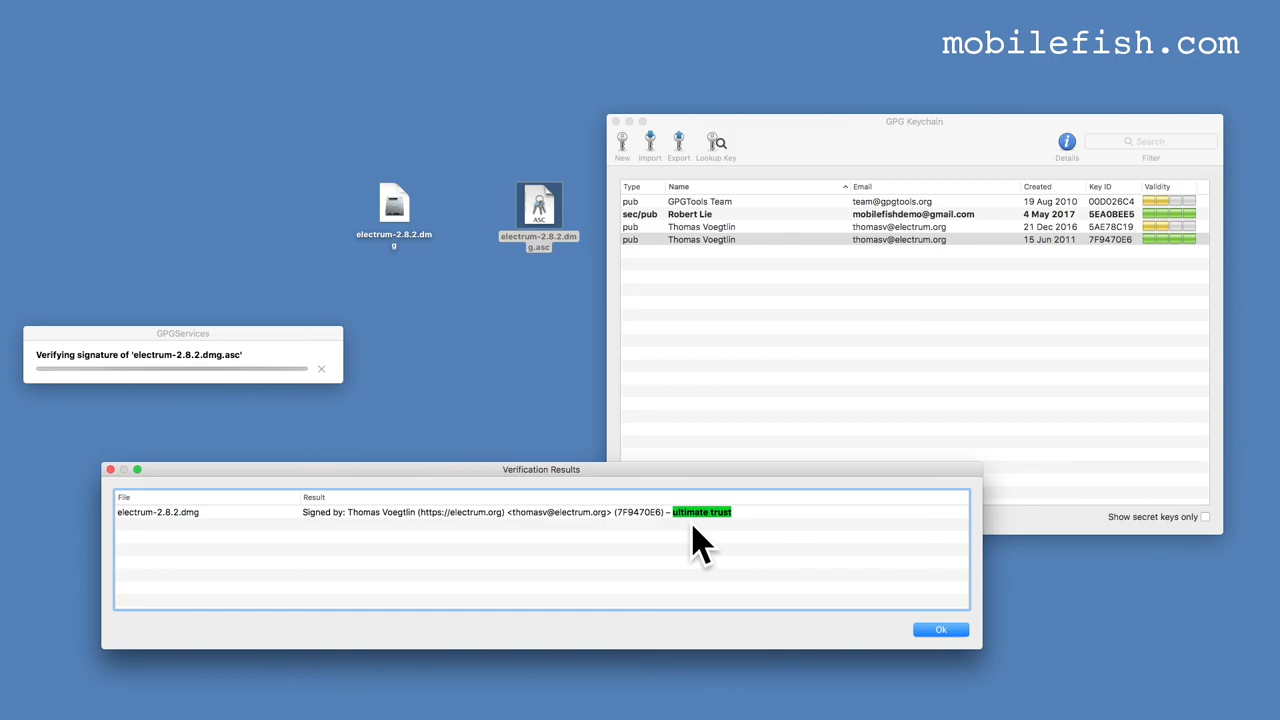 mobilefish.com
GPG Keychain
New Import Export Lookup Key Details Search Filter
Type Name Email Created Key ID Validity
pub GPGTools Team team@gpgtools.org 19 Aug 2010 00D026C4
sec/pub Robert Lie mobilefishdemo@gmail.com 4 May 2017 5EA0BEE5
pub Thomas Voegtlin thomasv@electrum.org 21 Dec 2016 5AE78C19
pub Thomas Voegtlin thomasv@electrum.org 15 Jun 2011 7F9470E6
Show secret keys only
electrum-2.8.2.dm
g
ASC
electrum-2.8.2.dm
g.asc
GPGServices
Verifying signature of 'electrum-2.8.2.dmg.asc'
Verification Results
File Result
electrum-2.8.2.dmg Signed by: Thomas Voegtlin (https://electrum.org) <thomasv@electrum.org> (7F9470E6) – ultimate trust
Ok